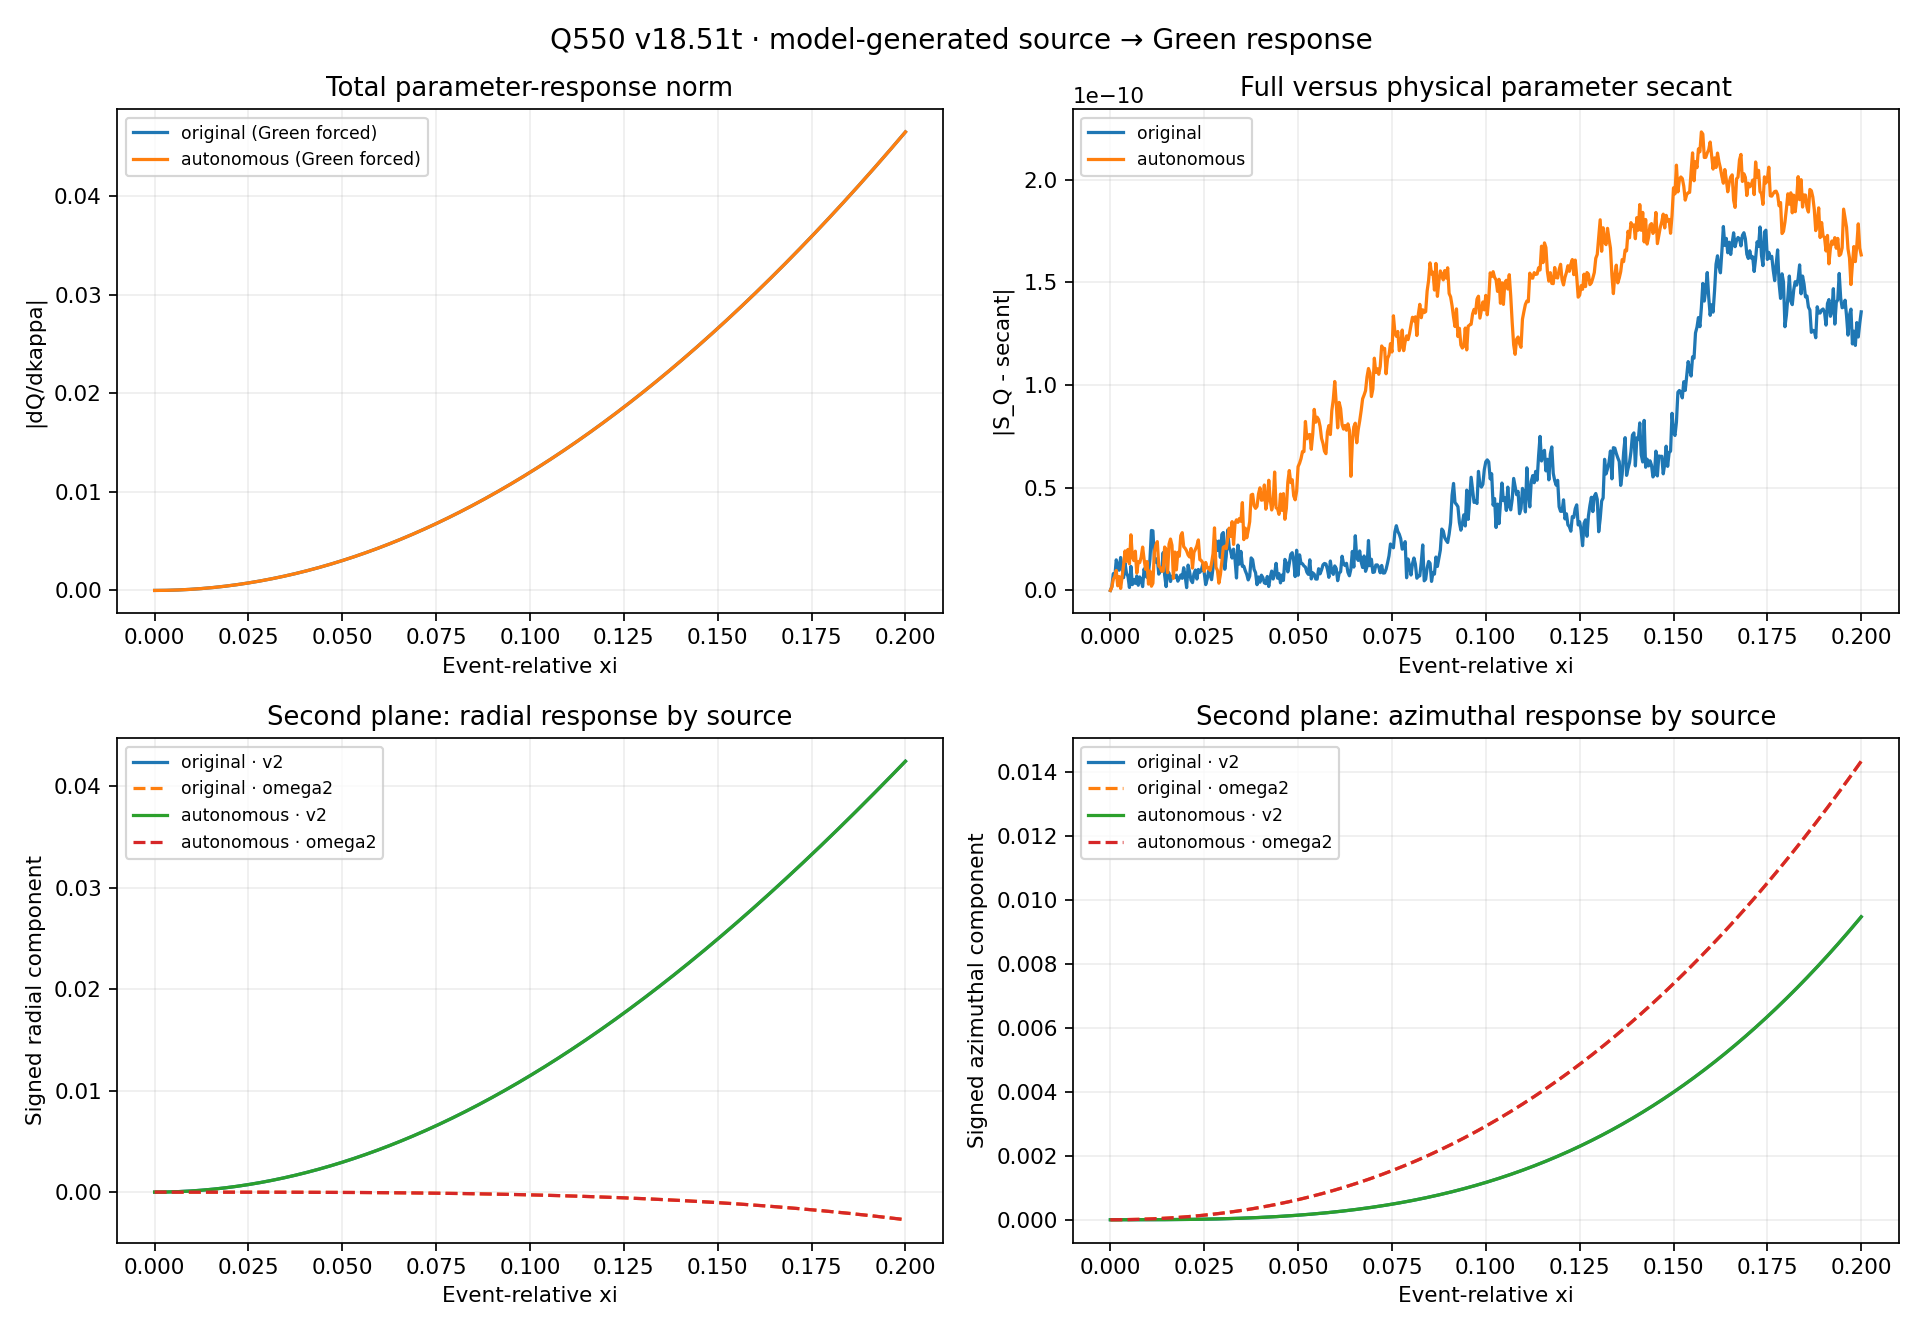 Q550 v18.51t · model-generated source → Green response
Total parameter-response norm
|dQ/dkappa|
0.04
0.03
0.02
0.01
0.00
original (Green forced)
autonomous (Green forced)
0.000 0.025 0.050 0.075 0.100 0.125 0.150 0.175 0.200
Event-relative xi
Full versus physical parameter secant
1e−10
|S_Q - secant|
2.0
1.5
1.0
0.5
0.0
original
autonomous
0.000 0.025 0.050 0.075 0.100 0.125 0.150 0.175 0.200
Event-relative xi
Second plane: radial response by source
Signed radial component
0.04
0.03
0.02
0.01
0.00
original · v2
original · omega2
autonomous · v2
autonomous · omega2
0.000 0.025 0.050 0.075 0.100 0.125 0.150 0.175 0.200
Event-relative xi
Second plane: azimuthal response by source
Signed azimuthal component
0.014
0.012
0.010
0.008
0.006
0.004
0.002
0.000
original · v2
original · omega2
autonomous · v2
autonomous · omega2
0.000 0.025 0.050 0.075 0.100 0.125 0.150 0.175 0.200
Event-relative xi